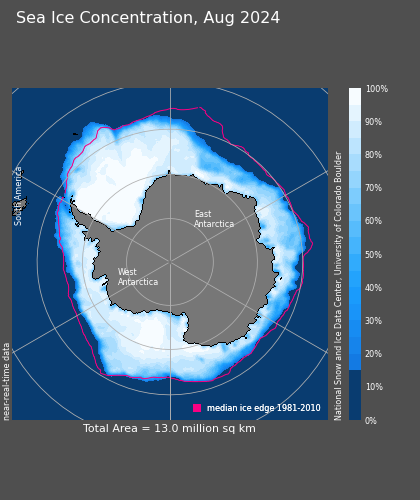 Sea Ice Concentration, Aug 2024
South America
East
Antarctica
West
Antarctica
near-real-time data
median ice edge 1981-2010
Total Area = 13.0 million sq km
National Snow and Ice Data Center, University of Colorado Boulder
100%
90%
80%
70%
60%
50%
40%
30%
20%
10%
0%